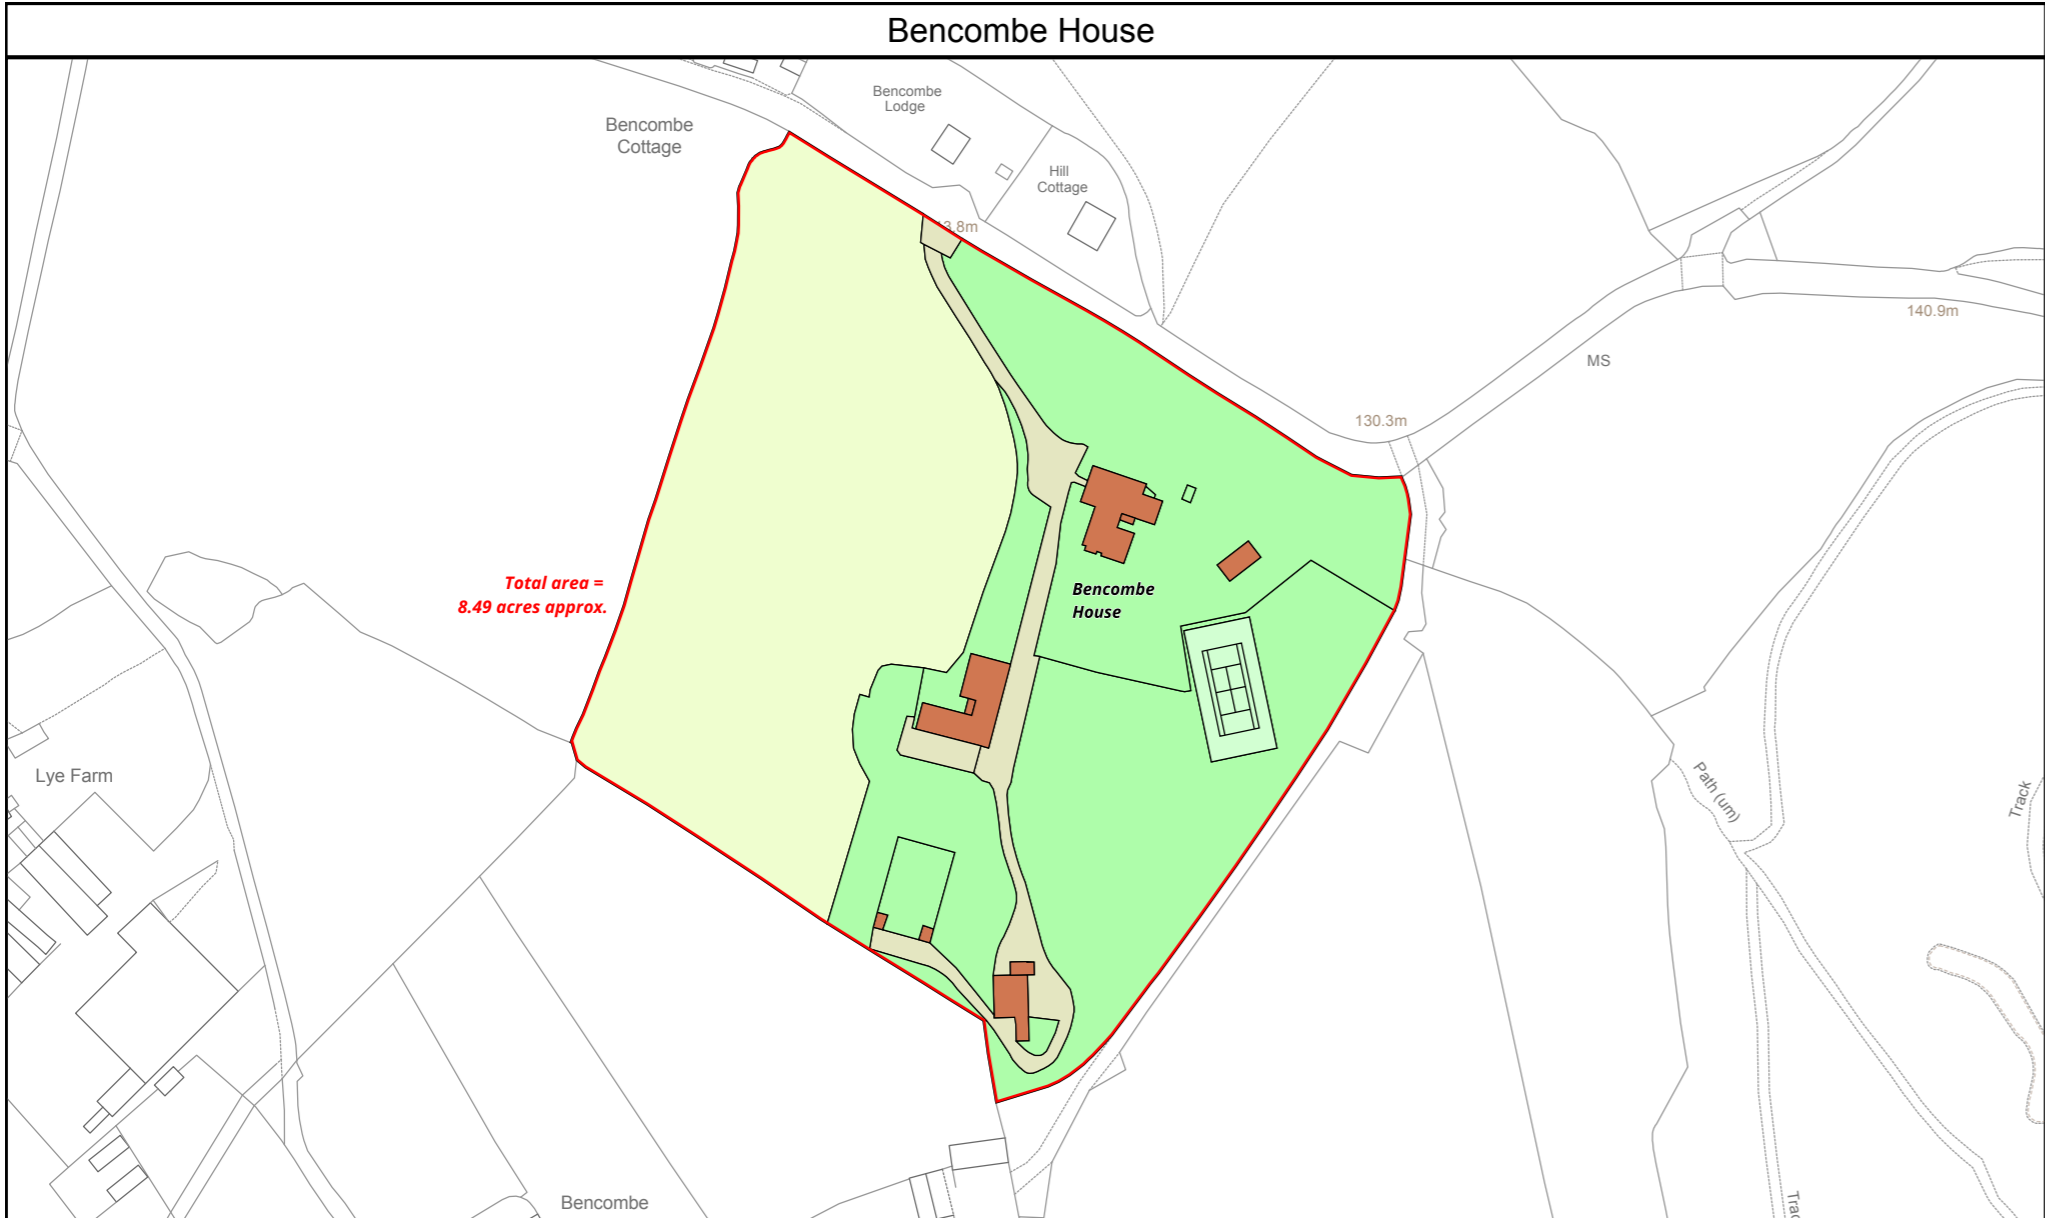 Bencombe House
Bencombe
Lodge
Bencombe
Cottage
Hill
Cottage
3.8m
140.9m
MS
130.3m
Total area =
8.49 acres approx.
Bencombe
House
Lye Farm
Path (um)
Track
Bencombe